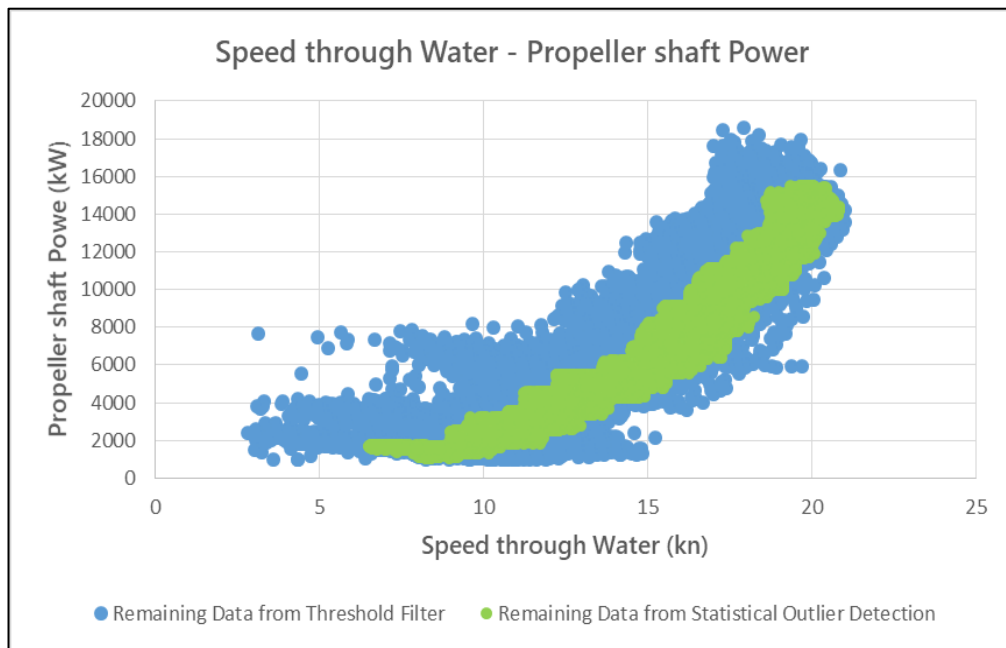 Speed through Water - Propeller shaft Power
20000
18000
16000
14000
12000
10000
8000
6000
4000
2000
0
Propeller shaft Powe (kW)
0 5 10 15 20 25
Speed through Water (kn)
Remaining Data from Threshold Filter Remaining Data from Statistical Outlier Detection